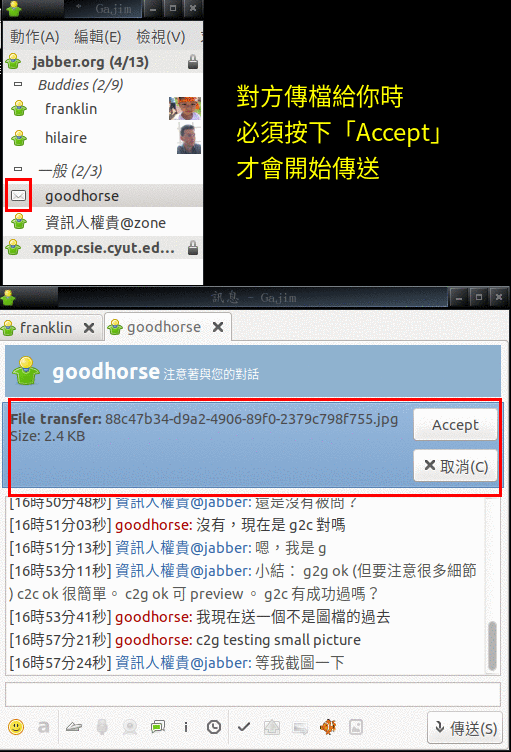 * Gajim
動作(A) 編輯(E) 檢視(V)
jabber.org (4/13)
Buddies (2/9)
franklin
hilaire
一般 (2/3)
goodhorse
資訊人權貴@zone
xmpp.csie.cyut.ed...
對方傳檔給你時
必須按下「Accept」
才會開始傳送
訊息 - Gajim
franklin
goodhorse
goodhorse 注意著與您的對話
File transfer: 88c47b34-d9a2-4906-89f0-2379c798f755.jpg
Size: 2.4 KB
Accept
取消(C)
[16時50分48秒] 資訊人權貴@jabber: 還是沒有被問？
[16時51分03秒] goodhorse: 沒有，現在是 g2c 對嗎
[16時51分13秒] 資訊人權貴@jabber: 嗯，我是 g
[16時53分11秒] 資訊人權貴@jabber: 小結： g2g ok (但要注意很多細節
) c2c ok 很簡單。 c2g ok 可 preview 。 g2c 有成功過嗎？
[16時53分41秒] goodhorse: 我現在送一個不是圖檔的過去
[16時57分21秒] goodhorse: c2g testing small picture
[16時57分24秒] 資訊人權貴@jabber: 等我截圖一下
傳送(S)